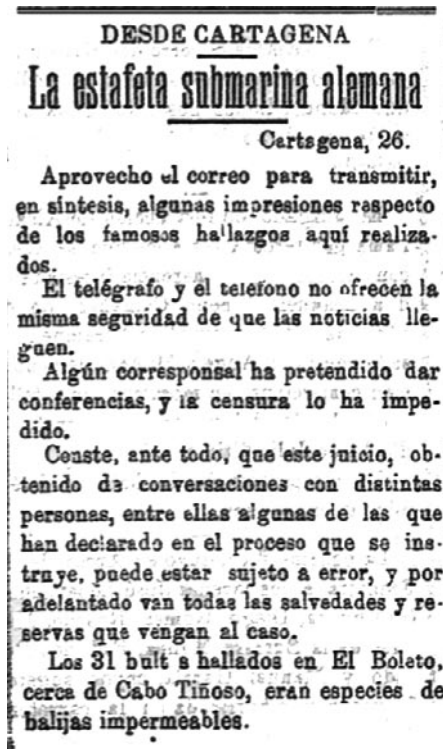 DESDE CARTAGENA
La estafeta submarina alemana
Cartagena, 26.
Aprovecho el correo para transmitir,
en síntesis, algunas impresiones respecto
de los famosos hallazgos aquí realiza-
dos.
El telégrafo y el teléfono no ofrecen la
misma seguridad de que las noticias lle-
guen.
Algún corresponsal ha pretendido dar
conferencias, y la censura lo ha impe-
dido.
Conste, ante todo, que este juicio, ob-
tenido de conversaciones con distintas
personas, entre ellas algunas de las que
han declarado en el proceso que se ins-
truye, puede estar sujeto a error, y por
adelantado van todas las salvedades y re-
servas que vengan al caso.
Los 31 bult s hallados en El Boleto,
cerca de Cabo Tiñoso, eran especies de
balijas impermeables.